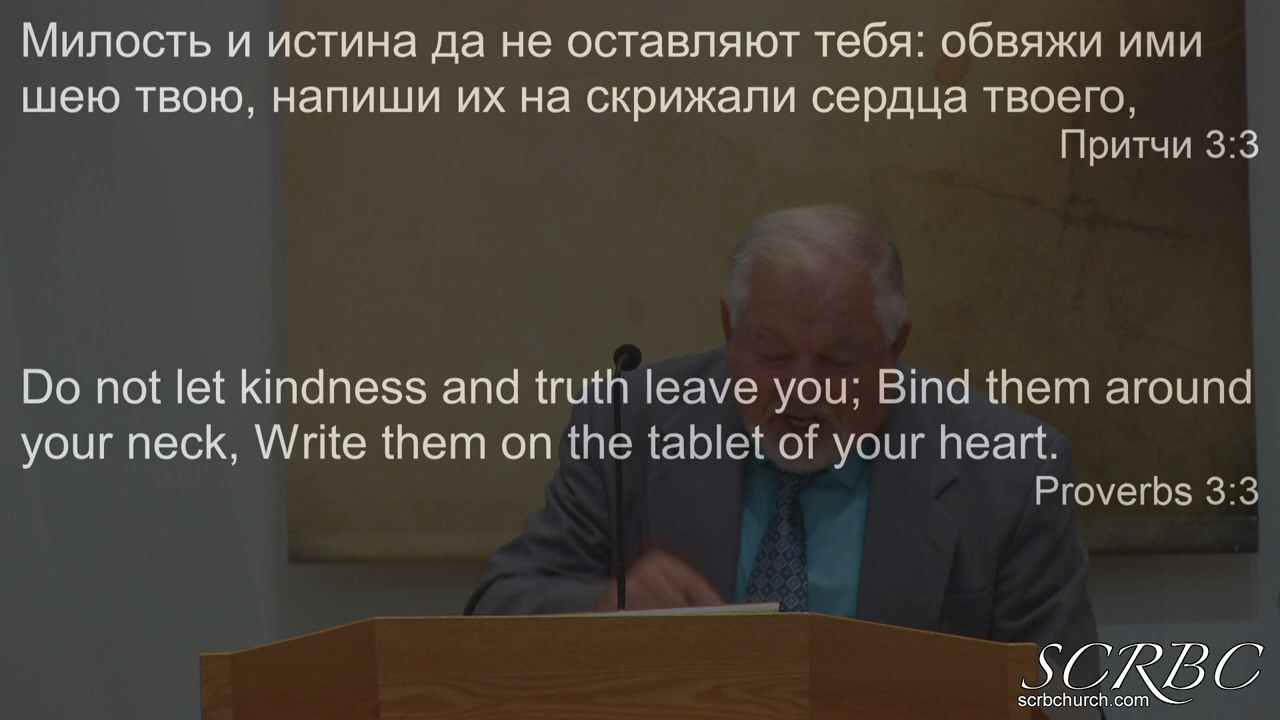 Милость и истина да не оставляют тебя: обвяжи ими
шею твою, напиши их на скрижали сердца твоего,
Притчи 3:3
Do not let kindness and truth leave you; Bind them around
your neck, Write them on the tablet of your heart.
Proverbs 3:3
SCRBC
scrbchurch.com